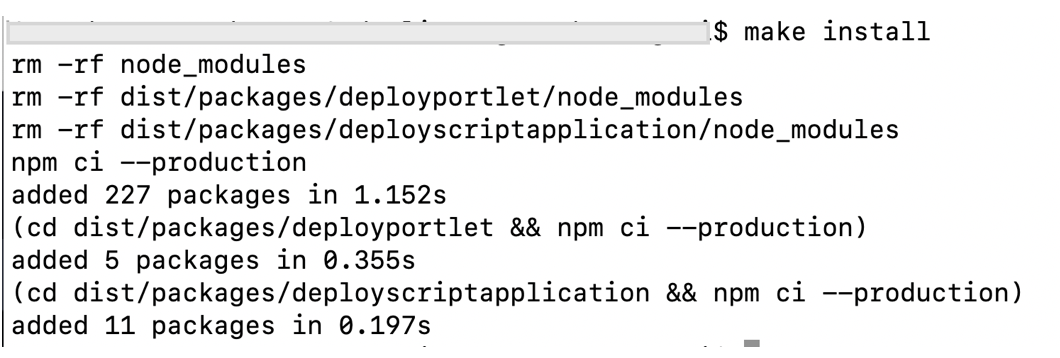 $ make install
rm -rf node_modules
rm -rf dist/packages/deployportlet/node_modules
rm -rf dist/packages/deployscriptapplication/node_modules
npm ci --production
added 227 packages in 1.152s
(cd dist/packages/deployportlet && npm ci --production)
added 5 packages in 0.355s
(cd dist/packages/deployscriptapplication && npm ci --production)
added 11 packages in 0.197s